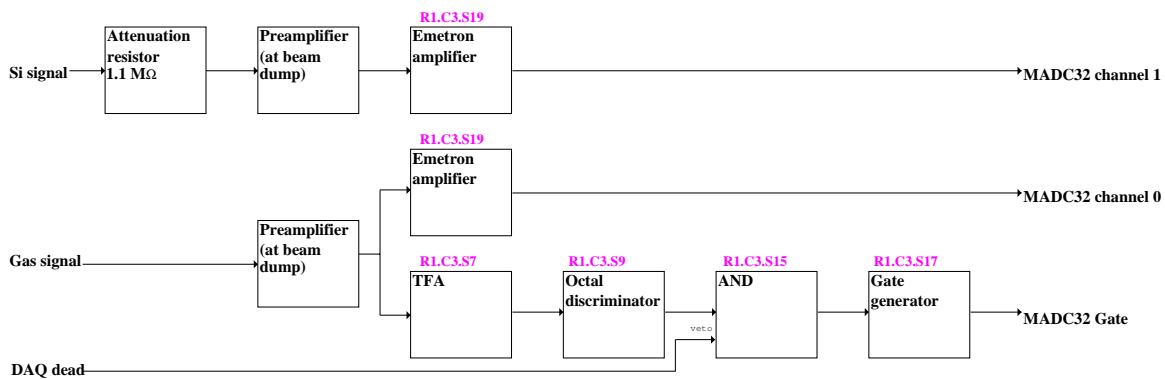 R1.C3.S19
Attenuation
resistor
1.1 MΩ
Preamplifier
(at beam
dump)
Emetron
amplifier
Si signal
MADC32 channel 1
R1.C3.S19
Emetron
amplifier
MADC32 channel 0
Preamplifier
(at beam
dump)
Gas signal
R1.C3.S7
TFA
R1.C3.S9
Octal
discriminator
R1.C3.S15
AND
R1.C3.S17
Gate
generator
MADC32 Gate
veto
DAQ dead